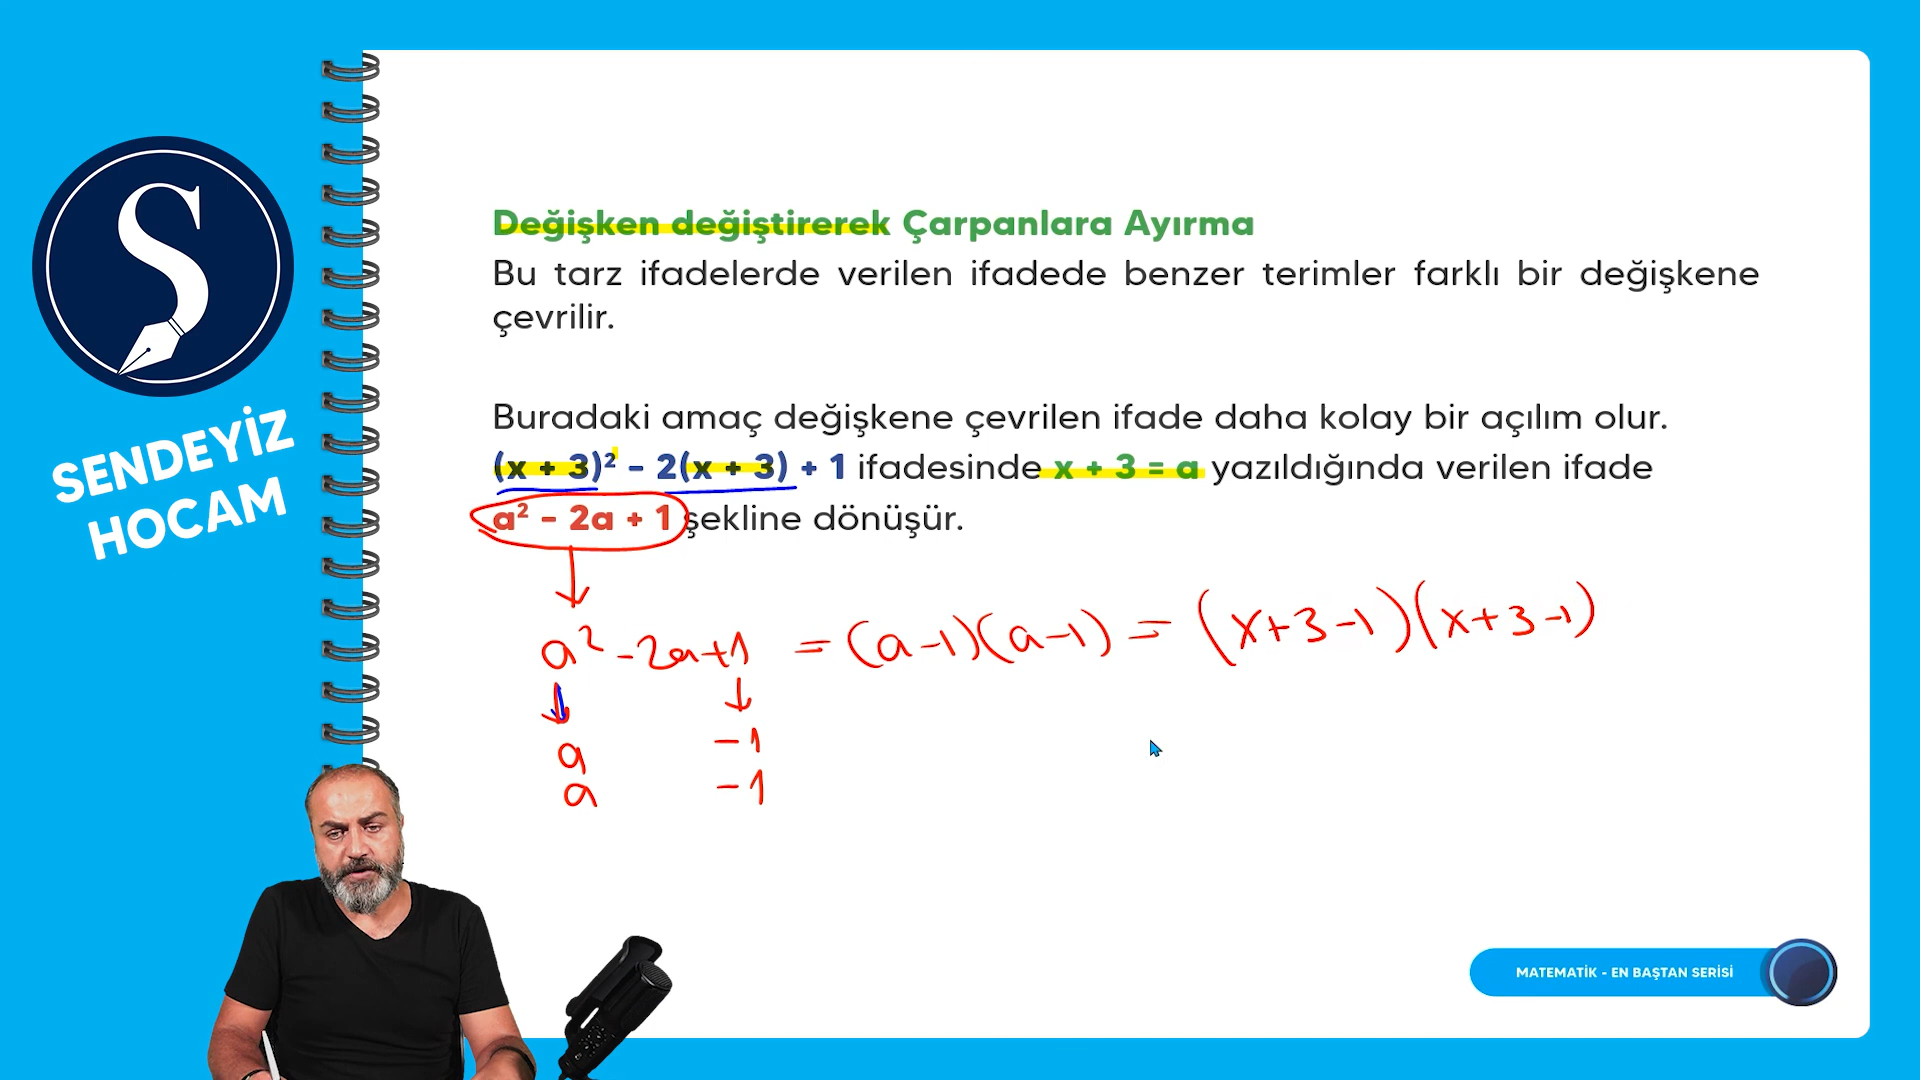 SENDEYİZ
HOCAM
Değişken değiştirerek Çarpanlara Ayırma
Bu tarz ifadelerde verilen ifadede benzer terimler farklı bir değişkene
çevrilir.
Buradaki amaç değişkene çevrilen ifade daha kolay bir açılım olur.
(x + 3)² - 2(x + 3) + 1 ifadesinde x + 3 = a yazıldığında verilen ifade
a² - 2a + 1 şekline dönüşür.
a² - 2a + 1 = (a-1)(a-1) = (x+3-1)(x+3-1)
a -1
a -1
MATEMATİK - EN BAŞTAN SERİSİ